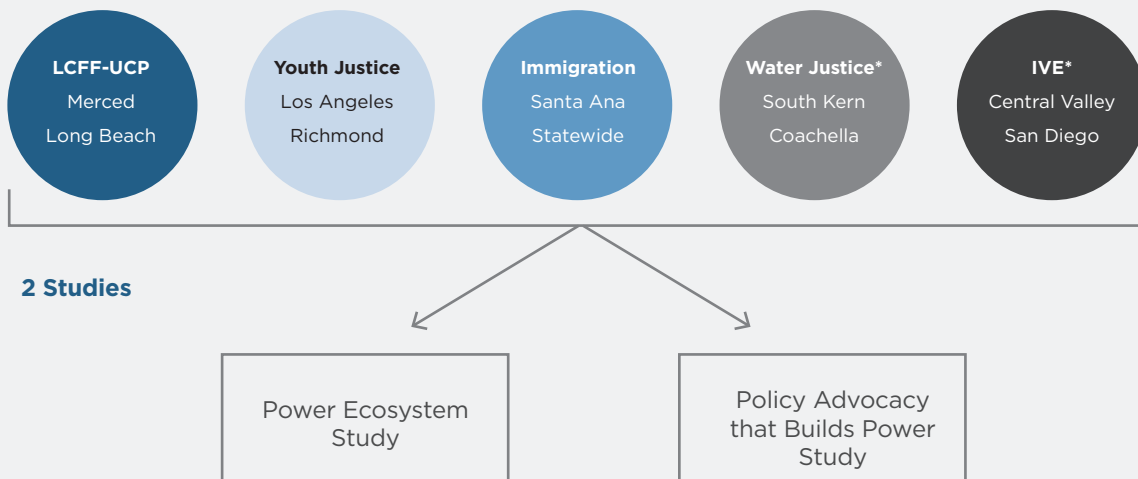 LCFF-UCP
Merced
Long Beach
Youth Justice
Los Angeles
Richmond
Immigration
Santa Ana
Statewide
Water Justice*
South Kern
Coachella
IVE*
Central Valley
San Diego
2 Studies
Power Ecosystem
Study
Policy Advocacy
that Builds Power
Study